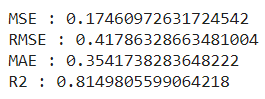 MSE : 0.17460972631724542
RMSE : 0.41786328663481004
MAE : 0.3541738283648222
R2 : 0.8149805599064218